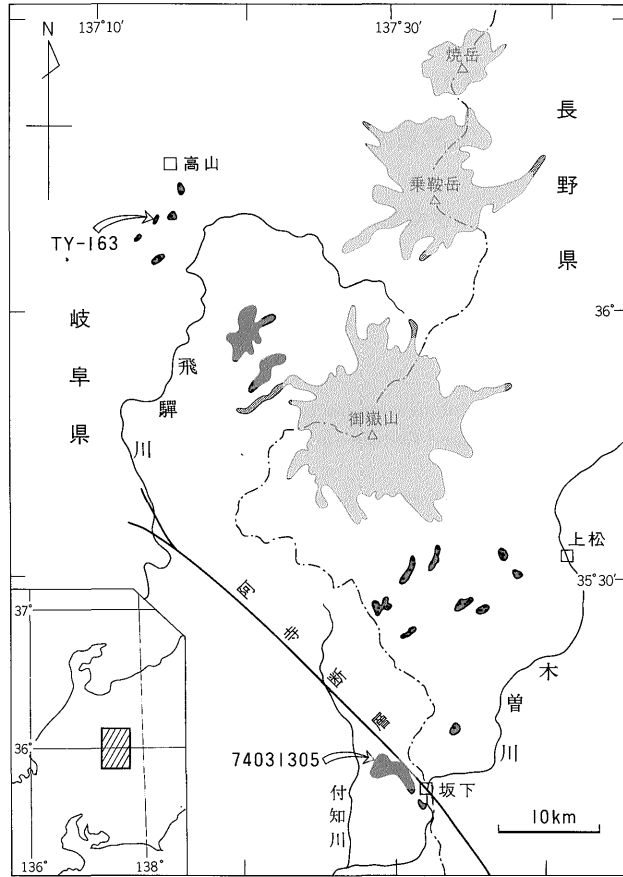 137°10′
137°30′
N
焼岳
長野県
高山
乗鞍岳
TY-163
36°
岐阜県
飛驒川
御嶽山
上松
35°30′
阿寺断層
木曽川
74031305
坂下
付知川
10km
37°
36°
136°
138°